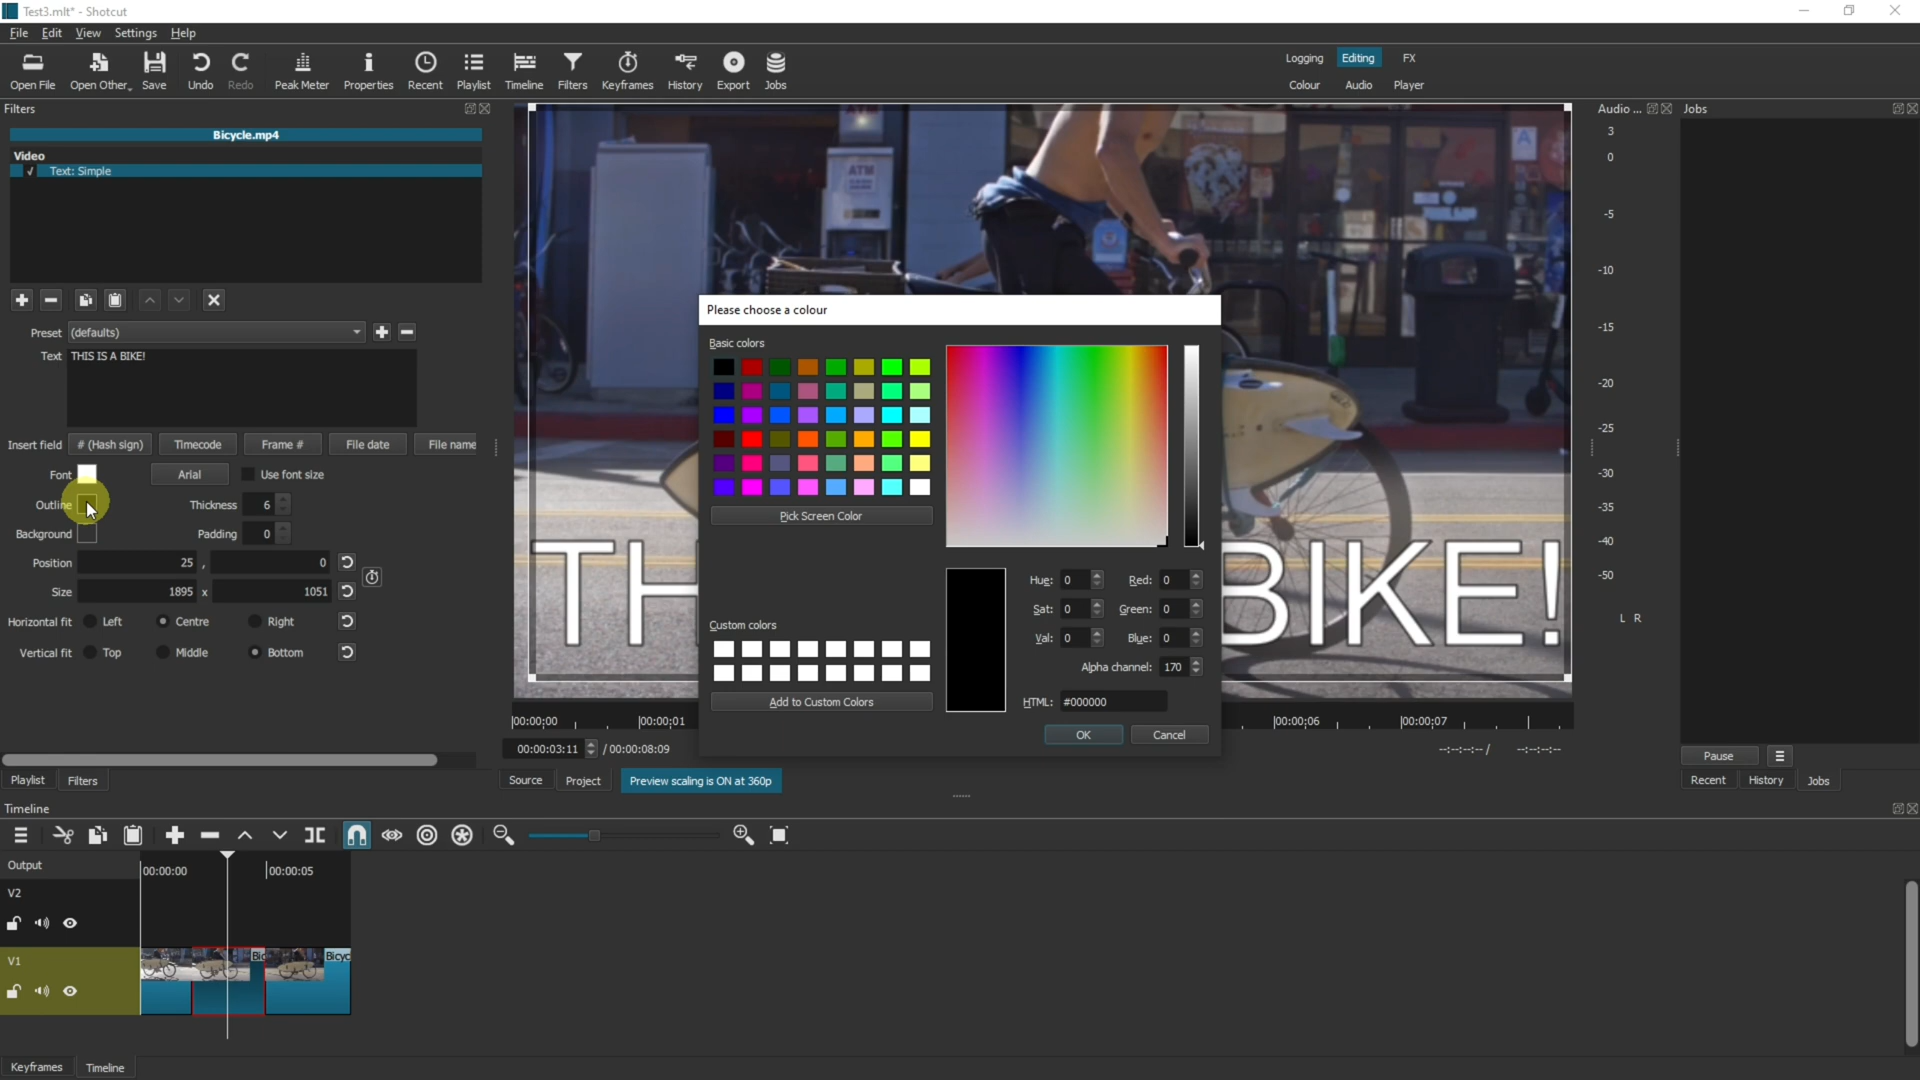 Test3.mlt* - Shotcut
File Edit View Settings Help
Open File Open Other.. Save Undo Redo Peak Meter Properties Recent Playlist Timeline Filters Keyframes History Export Jobs
Logging Editing FX
Colour Audio Player
Filters
Bicycle.mp4
Video
✓ Text: Simple
Preset (defaults)
Text THIS IS A BIKE!
Insert field # (Hash sign) Timecode Frame # File date File name
Font Arial Use font size
Outline Thickness 6
Background Padding 0
Position 25 , 0
Size 1895 x 1051
Horizontal fit Left Centre Right
Vertical fit Top Middle Bottom
Playlist Filters
ATM
ATM
A
TH BIKE!
Please choose a colour
Basic colors
Pick Screen Color
Custom colors
Add to Custom Colors
Hue: 0 Red: 0
Sat: 0 Green: 0
Val: 0 Blue: 0
Alpha channel: 170
HTML: #000000
OK Cancel
00:00:00 00:00:01 00:00:06 00:00:07
00:00:03:11 / 00:00:08:09 --:--:--:-- / --:--:--:--
Source Project Preview scaling is ON at 360p
Audio ... Jobs
3
0
-5
-10
-15
-20
-25
-30
-35
-40
-50
L R
Pause
Recent History Jobs
Timeline
Output 00:00:00 00:00:05
V2
V1 Bic Bicyc
Keyframes Timeline